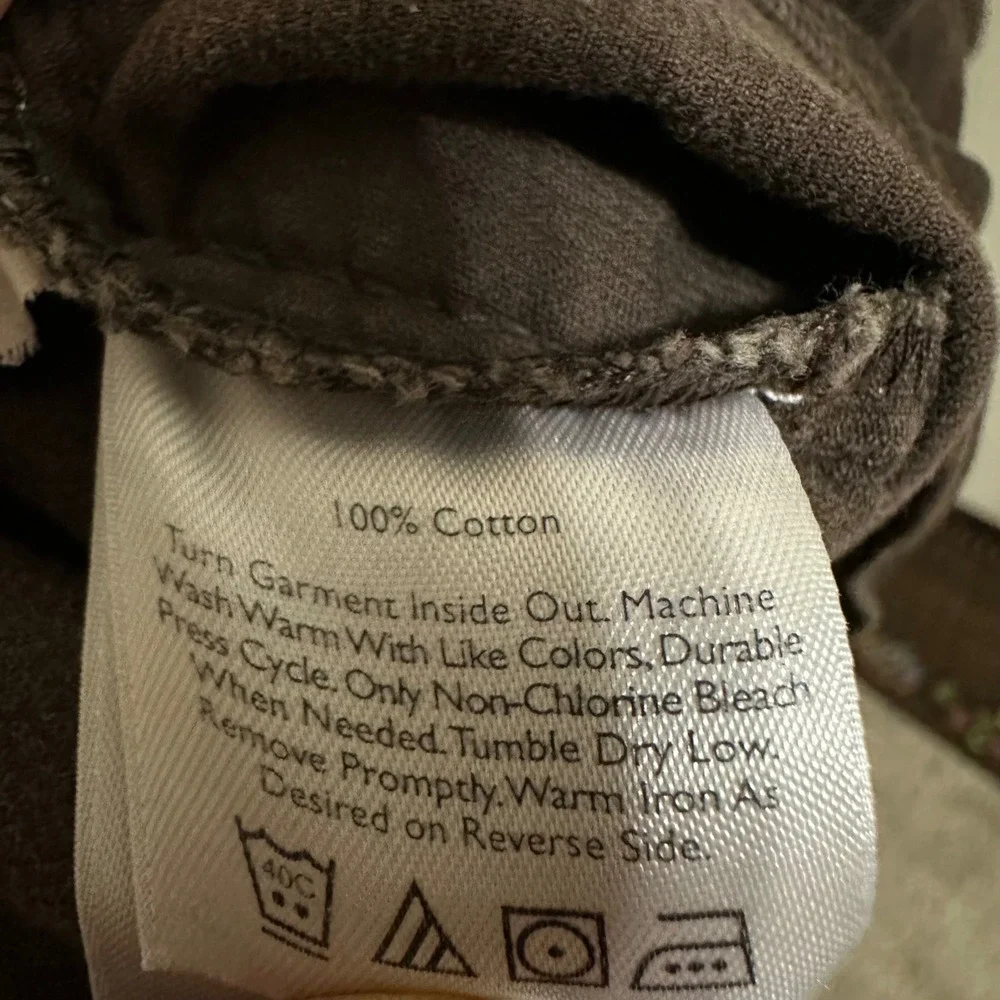 100% Cotton
Turn Garment Inside Out. Machine
Wash Warm With Like Colors. Durable
Press Cycle. Only Non-Chlorine Bleach
When Needed. Tumble Dry Low.
Remove Promptly. Warm Iron As
Desired on Reverse Side.
40C